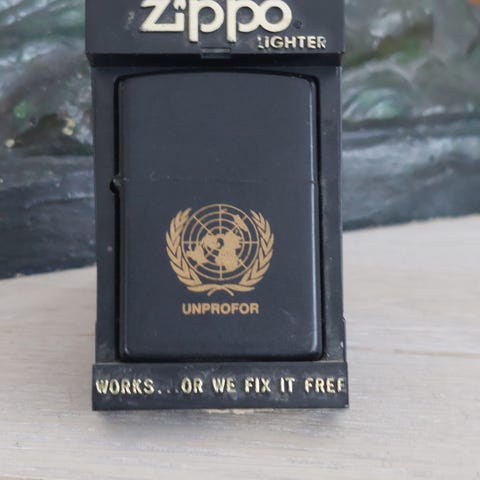 Zippo
LIGHTER
UNPROFOR
WORKS...OR WE FIX IT FREE